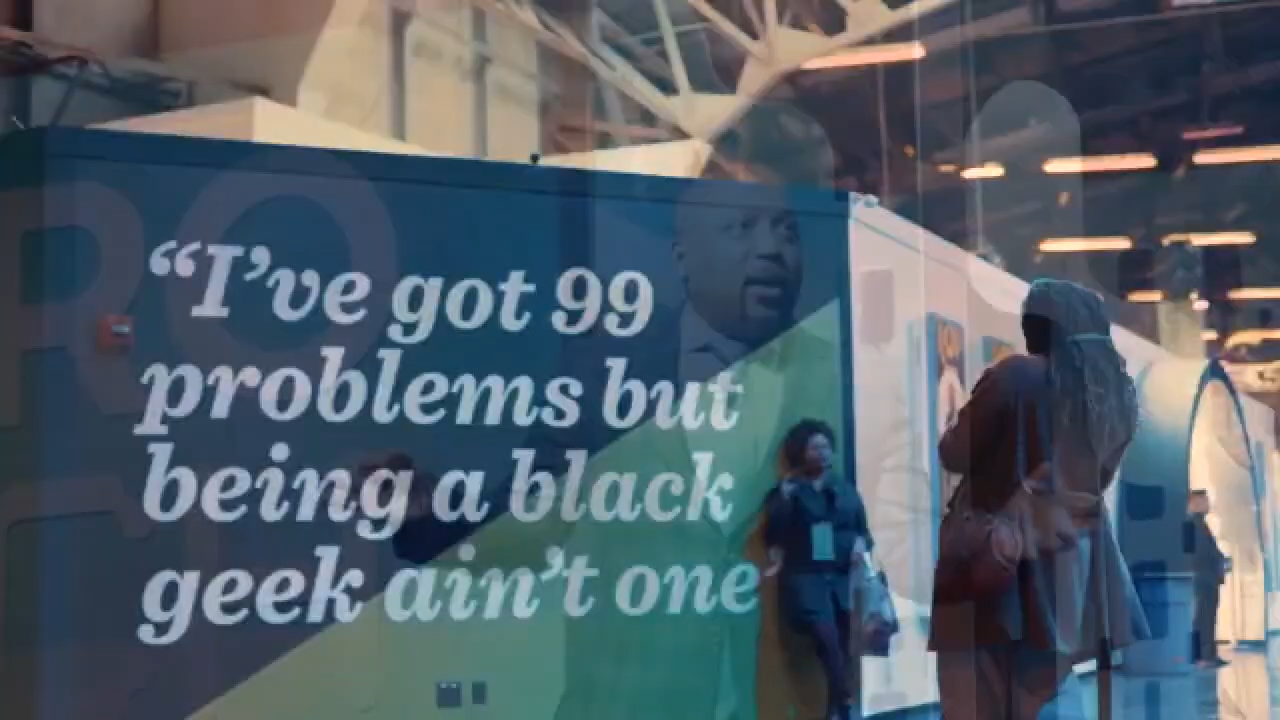 “I’ve got 99
problems but
being a black
geek ain’t one